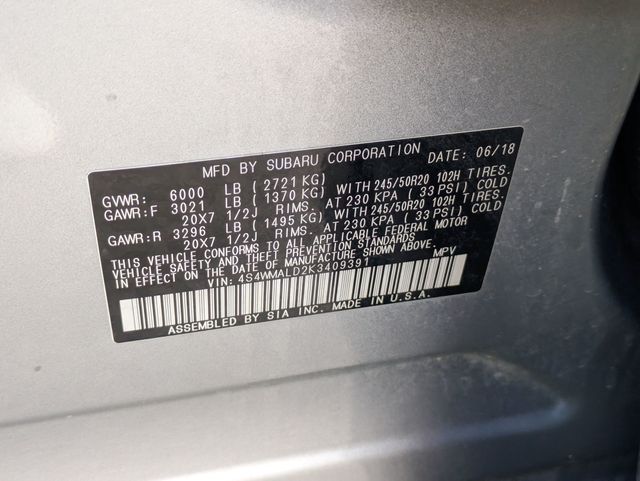 MFD BY SUBARU CORPORATION DATE: 06/18
GVWR: 6000 LB (2721 KG)
GAWR:F 3021 LB (1370 KG) WITH 245/50R20 102H TIRES.
20X7 1/2J RIMS. AT 230 KPA (33 PSI) COLD
GAWR:R 3296 LB (1495 KG) WITH 245/50R20 102H TIRES.
20X7 1/2J RIMS. AT 230 KPA (33 PSI) COLD
THIS VEHICLE CONFORMS TO ALL APPLICABLE FEDERAL MOTOR
VEHICLE SAFETY AND THEFT PREVENTION STANDARDS
IN EFFECT ON THE DATE OF MANUFACTURE SHOWN ABOVE.
VIN: 4S4WMALD2K3409391 MPV
ASSEMBLED BY SIA INC. MADE IN U.S.A.